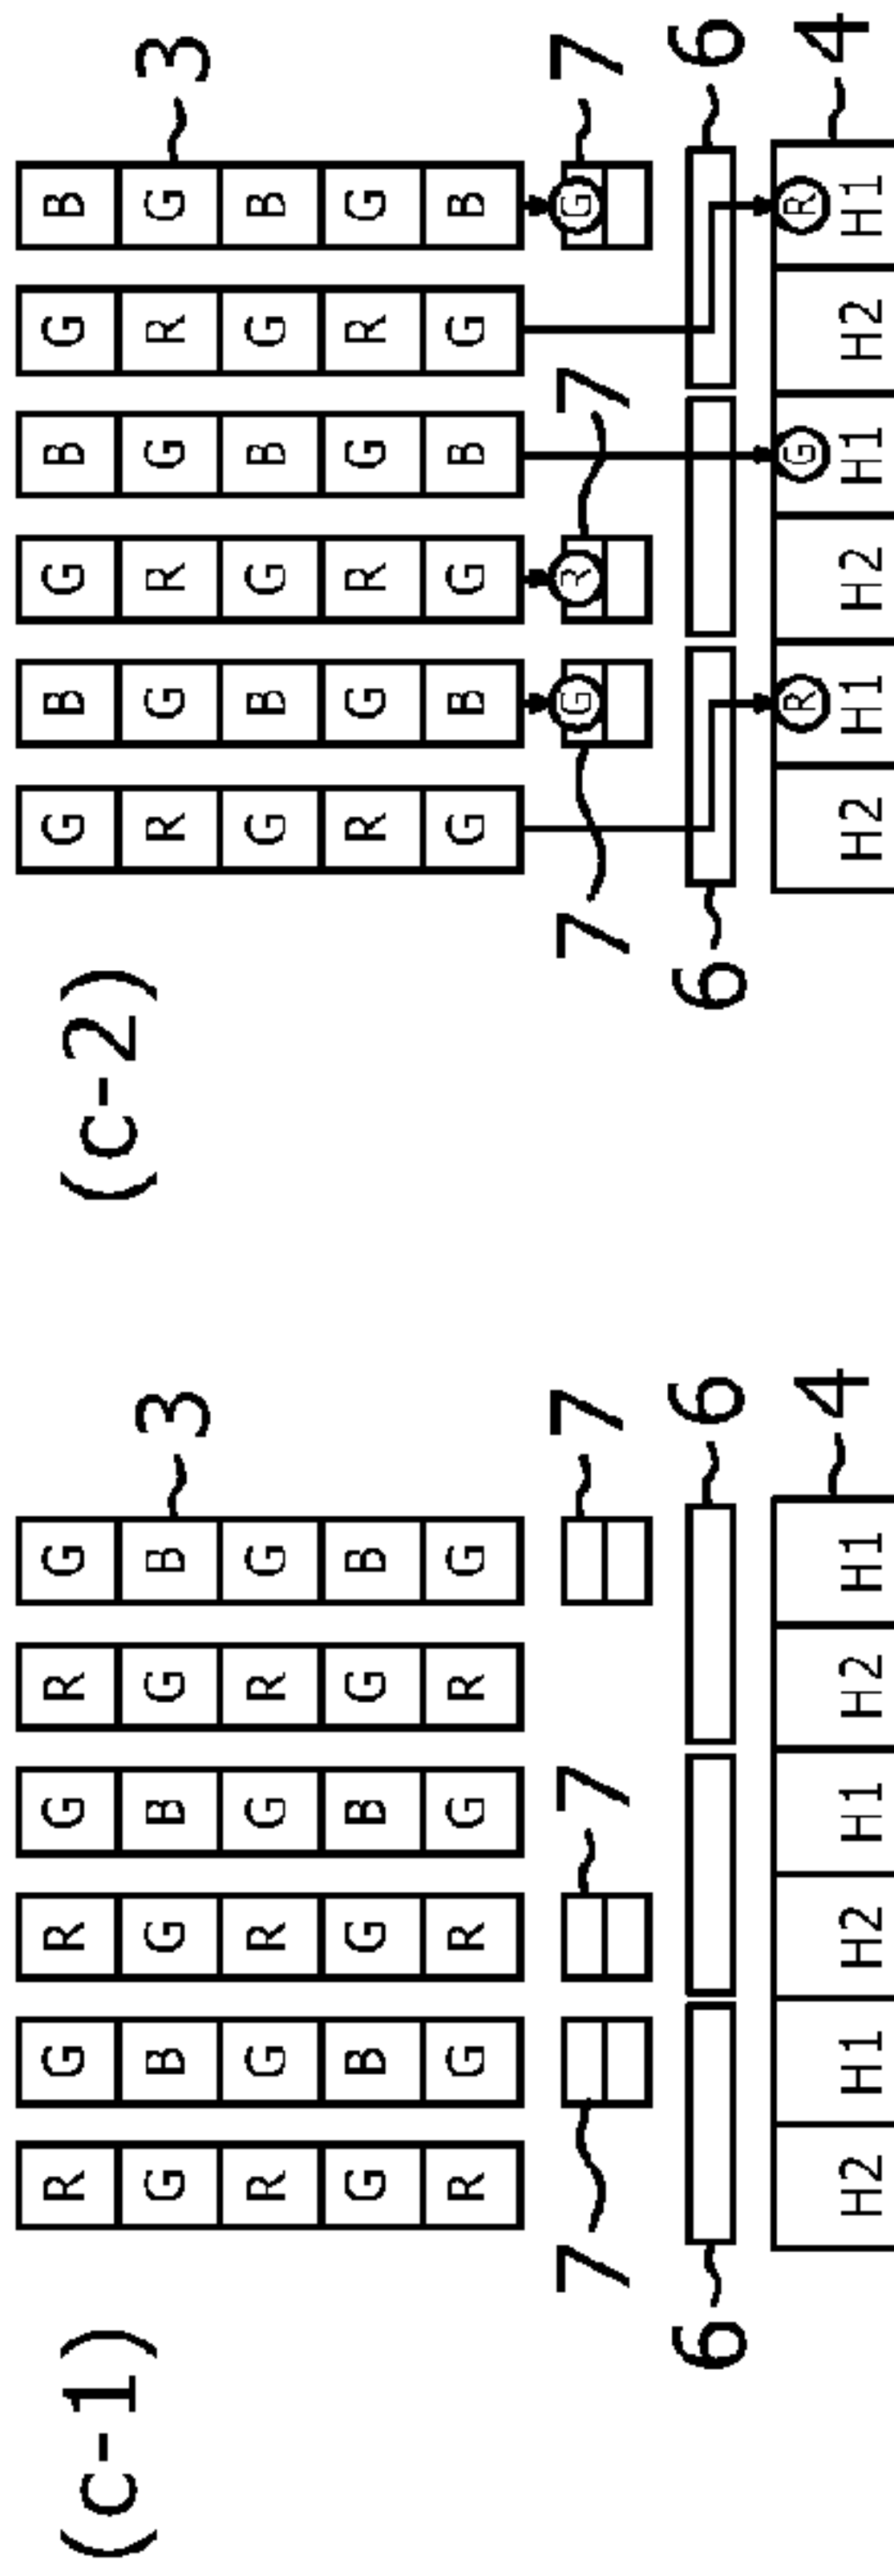 (c-1)
R G R G R G
G B G B G B 3
R G R G R G
G B G B G B
R G R G R G
7 7 7
6 6
H2 H1 H2 H1 H2 H1 4
(c-2)
G B G B G B
R G R G R G 3
G B G B G B
R G R G R G
G B G B G B
7 G R 7 G 7
6 6
R G R 4
H2 H1 H2 H1 H2 H1